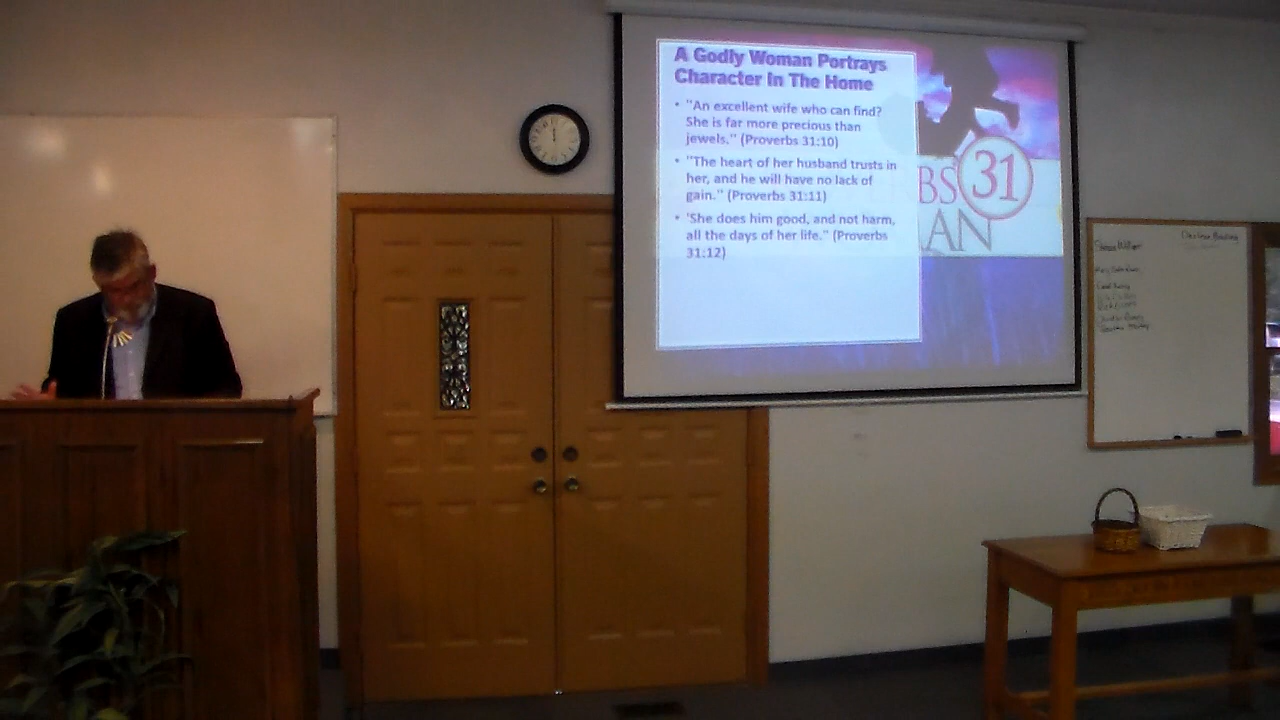 A Godly Woman Portrays
Character In The Home
• "An excellent wife who can find?
She is far more precious than
jewels." (Proverbs 31:10)
• "The heart of her husband trusts in
her, and he will have no lack of
gain." (Proverbs 31:11)
• 'She does him good, and not harm,
all the days of her life." (Proverbs
31:12)
BS 31
AN